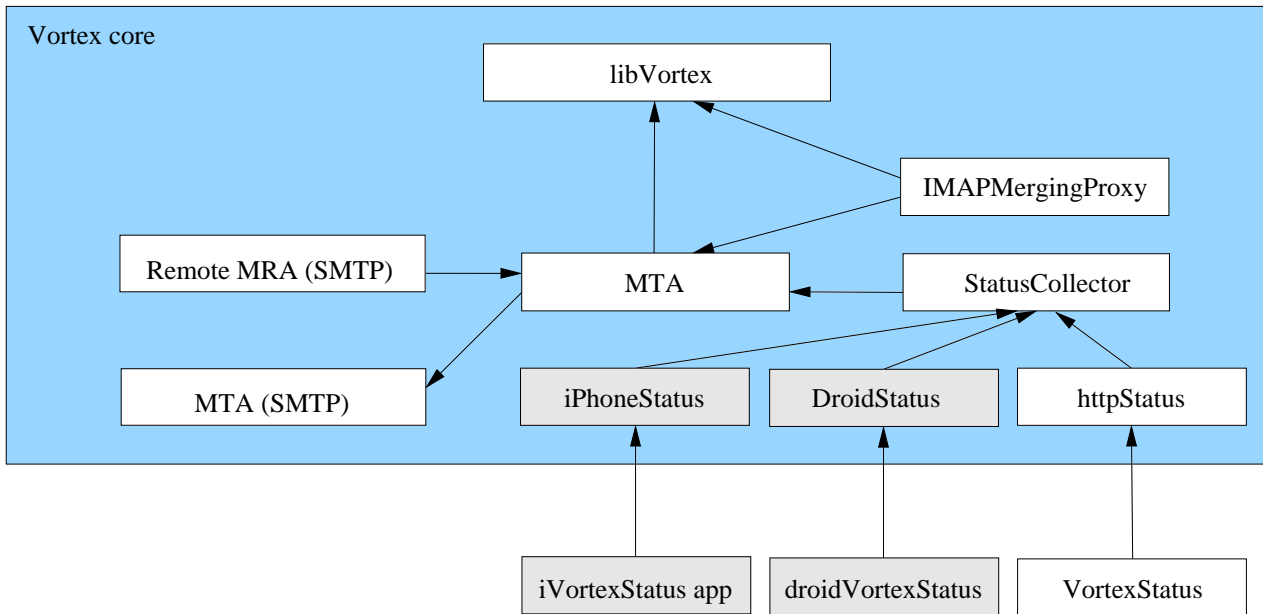 Vortex core
libVortex
IMAPMergingProxy
Remote MRA (SMTP)
MTA
StatusCollector
MTA (SMTP)
iPhoneStatus
DroidStatus
httpStatus
iVortexStatus app
droidVortexStatus
VortexStatus